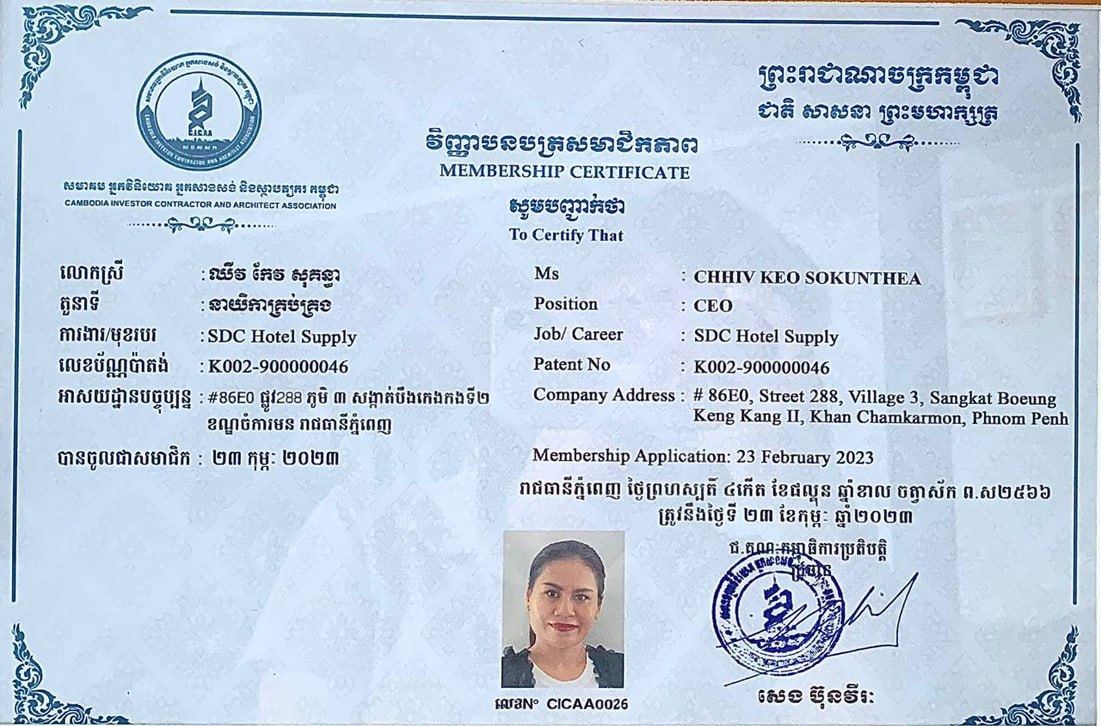 ព្រះរាជាណាចក្រកម្ពុជា
ជាតិ សាសនា ព្រះមហាក្សត្រ
CICAA
ស.វ.ស.ស.ក
CAMBODIA INVESTOR CONTRACTOR AND ARCHITECT ASSOCIATION
សមាគម អ្នកវិនិយោគ អ្នកសាងសង់ និងស្ថាបត្យករ កម្ពុជា
CAMBODIA INVESTOR CONTRACTOR AND ARCHITECT ASSOCIATION
វិញ្ញាបនបត្រសមាជិកភាព
MEMBERSHIP CERTIFICATE
សូមបញ្ជាក់ថា
To Certify That
លោកស្រី : ឈីវ កែវ សុគន្ធា
តួនាទី : នាយិកាគ្រប់គ្រង
ការងារ/មុខរបរ : SDC Hotel Supply
លេខប័ណ្ណប៉ាតង់ : K002-900000046
អាសយដ្ឋានបច្ចុប្បន្ន : #86E0 ផ្លូវ288 ភូមិ ៣ សង្កាត់បឹងកេងកងទី២
ខណ្ឌចំការមន រាជធានីភ្នំពេញ
បានចូលជាសមាជិក : ២៣ កុម្ភៈ ២០២៣
Ms : CHHIV KEO SOKUNTHEA
Position : CEO
Job/ Career : SDC Hotel Supply
Patent No : K002-900000046
Company Address : # 86E0, Street 288, Village 3, Sangkat Boeung
Keng Kang II, Khan Chamkarmon, Phnom Penh
Membership Application: 23 February 2023
រាជធានីភ្នំពេញ ថ្ងៃព្រហស្បតិ៍ ៤កើត ខែផល្គុន ឆ្នាំខាល ចត្វាស័ក ព.ស២៥៦៦
ត្រូវនឹងថ្ងៃទី ២៣ ខែកុម្ភៈ ឆ្នាំ២០២៣
ជ.គណៈកម្មាធិការប្រតិបត្តិ
ប្រធាន
សេង ប៊ុនវីរៈ
លេខN° CICAA0026